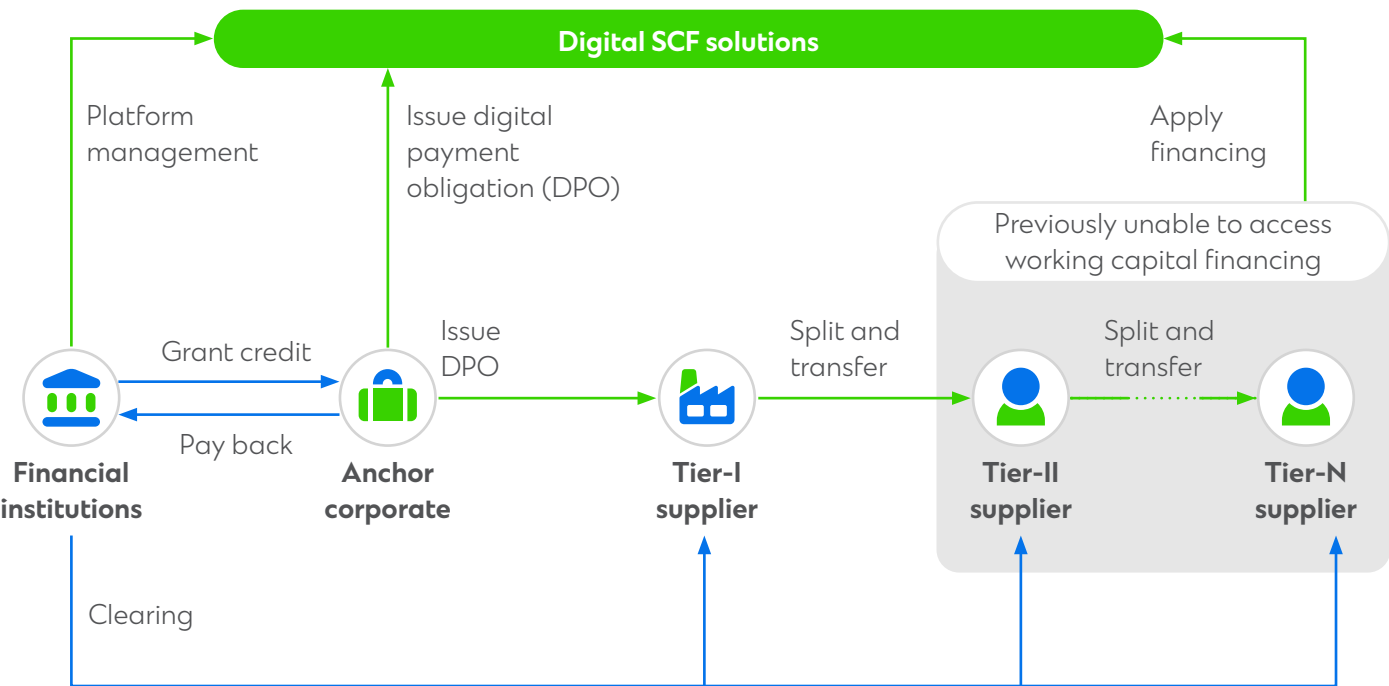 Digital SCF solutions
Platform
management
Issue digital
payment
obligation (DPO)
Apply
financing
Previously unable to access
working capital financing
Grant credit
Pay back
Issue
DPO
Split and
transfer
Split and
transfer
Financial
institutions
Anchor
corporate
Tier-I
supplier
Tier-II
supplier
Tier-N
supplier
Clearing